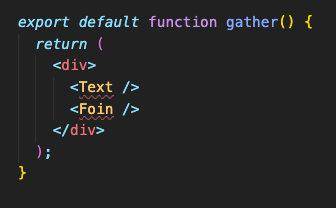 export default function gather() {
  return (
    <div>
      <Text />
      <Foin />
    </div>
  );
}